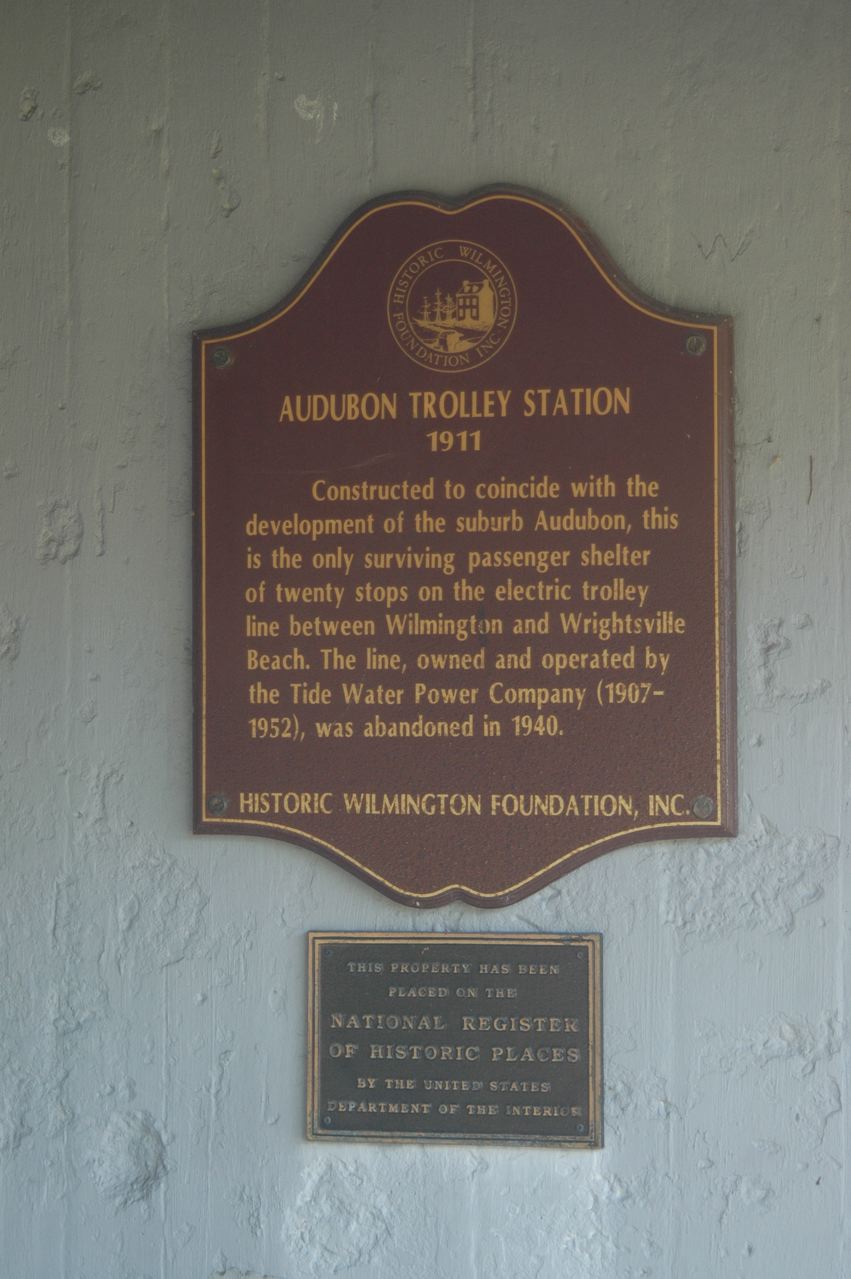 HISTORIC WILMINGTON FOUNDATION INC
AUDUBON TROLLEY STATION
1911
Constructed to coincide with the
development of the suburb Audubon, this
is the only surviving passenger shelter
of twenty stops on the electric trolley
line between Wilmington and Wrightsville
Beach. The line, owned and operated by
the Tide Water Power Company (1907–
1952), was abandoned in 1940.
HISTORIC WILMINGTON FOUNDATION, INC.
THIS PROPERTY HAS BEEN
PLACED ON THE
NATIONAL REGISTER
OF HISTORIC PLACES
BY THE UNITED STATES
DEPARTMENT OF THE INTERIOR